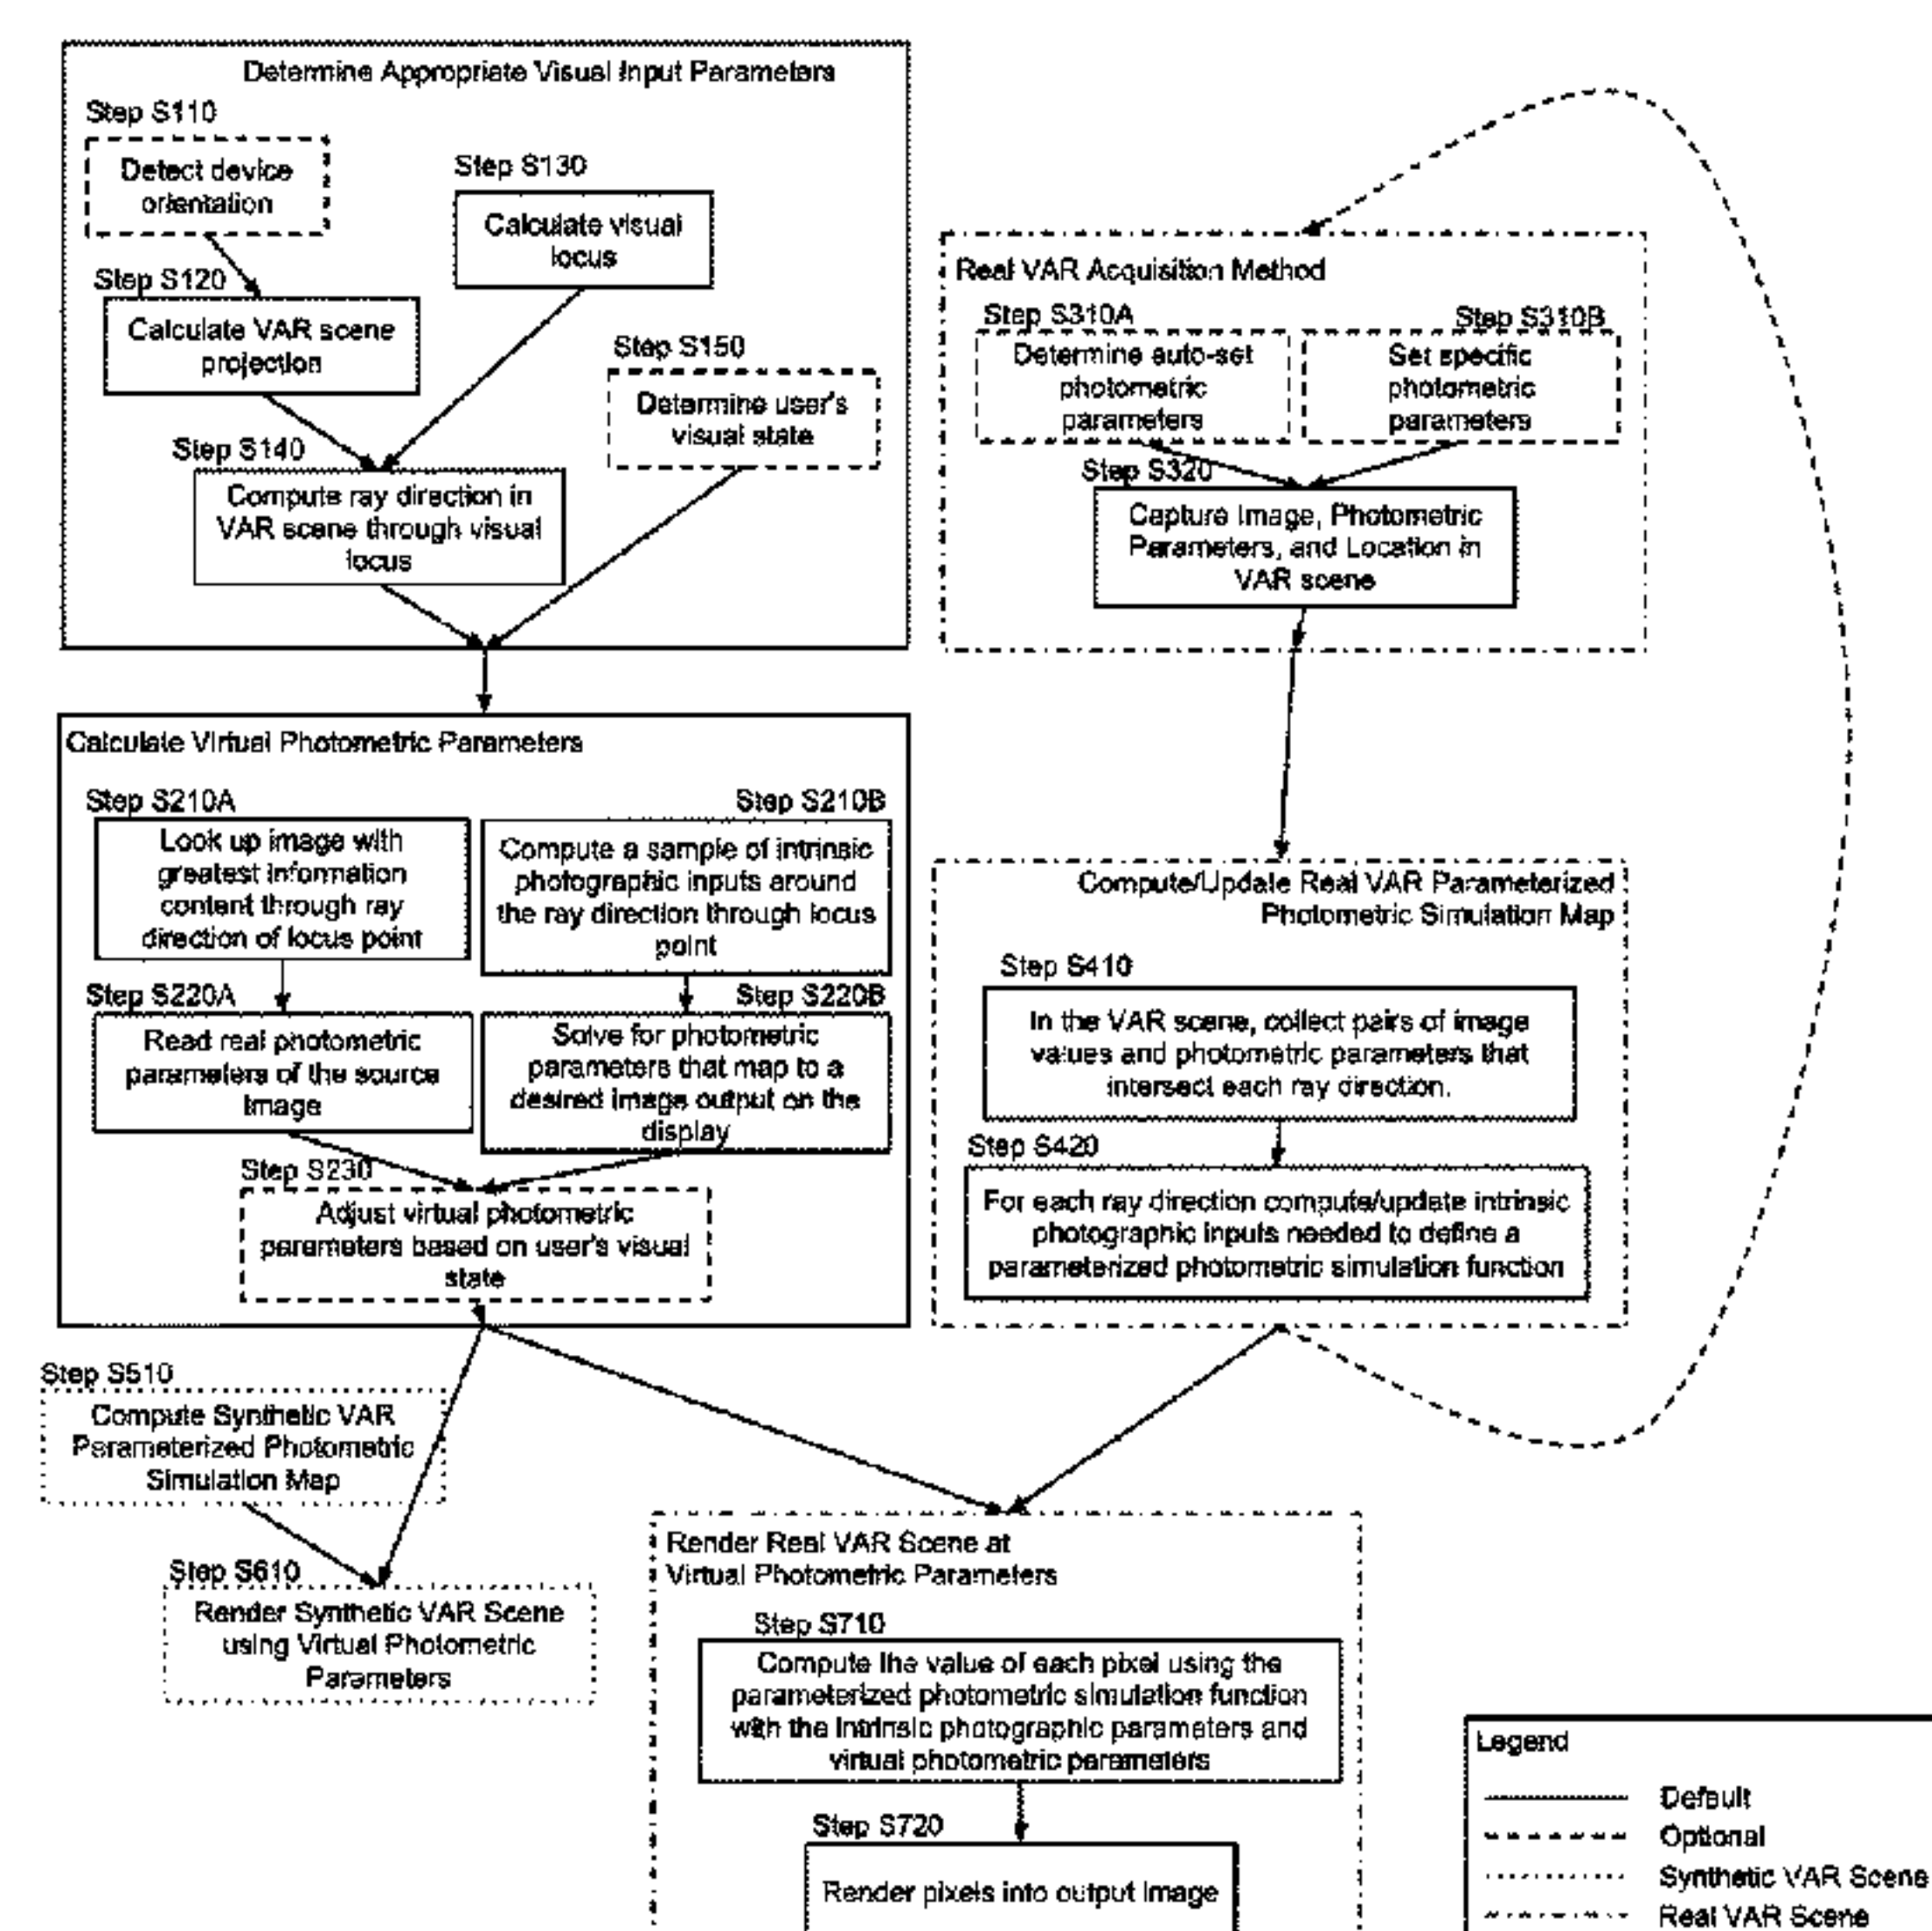 Determine Appropriate Visual Input Parameters
Step S110
Detect device
orientation
Step S130
Calculate visual
locus
Step S120
Calculate VAR scene
projection
Step S150
Determine user's
visual state
Step S140
Compute ray direction in
VAR scene through visual
locus
Real VAR Acquisition Method
Step S310A
Determine auto-set
photometric
parameters
Step S310B
Set specific
photometric
parameters
Step S320
Capture Image, Photometric
Parameters, and Location in
VAR scene
Calculate Virtual Photometric Parameters
Step S210A
Look up image with
greatest information
content through ray
direction of locus point
Step S210B
Compute a sample of intrinsic
photographic inputs around
the ray direction through locus
point
Step S220A
Read real photometric
parameters of the source
Image
Step S220B
Solve for photometric
parameters that map to a
desired image output on the
display
Step S230
Adjust virtual photometric
parameters based on user's visual
state
Compute/Update Real VAR Parameterized
Photometric Simulation Map
Step S410
In the VAR scene, collect pairs of image
values and photometric parameters that
intersect each ray direction.
Step S420
For each ray direction compute/update intrinsic
photographic inputs needed to define a
parameterized photometric simulation function
Step S510
Compute Synthetic VAR
Parameterized Photometric
Simulation Map
Step S610
Render Synthetic VAR Scene
using Virtual Photometric
Parameters
Render Real VAR Scene at
Virtual Photometric Parameters
Step S710
Compute the value of each pixel using the
parameterized photometric simulation function
with the intrinsic photographic parameters and
virtual photometric parameters
Step S720
Render pixels into output Image
Legend
Default
Optional
Synthetic VAR Scene
Real VAR Scene